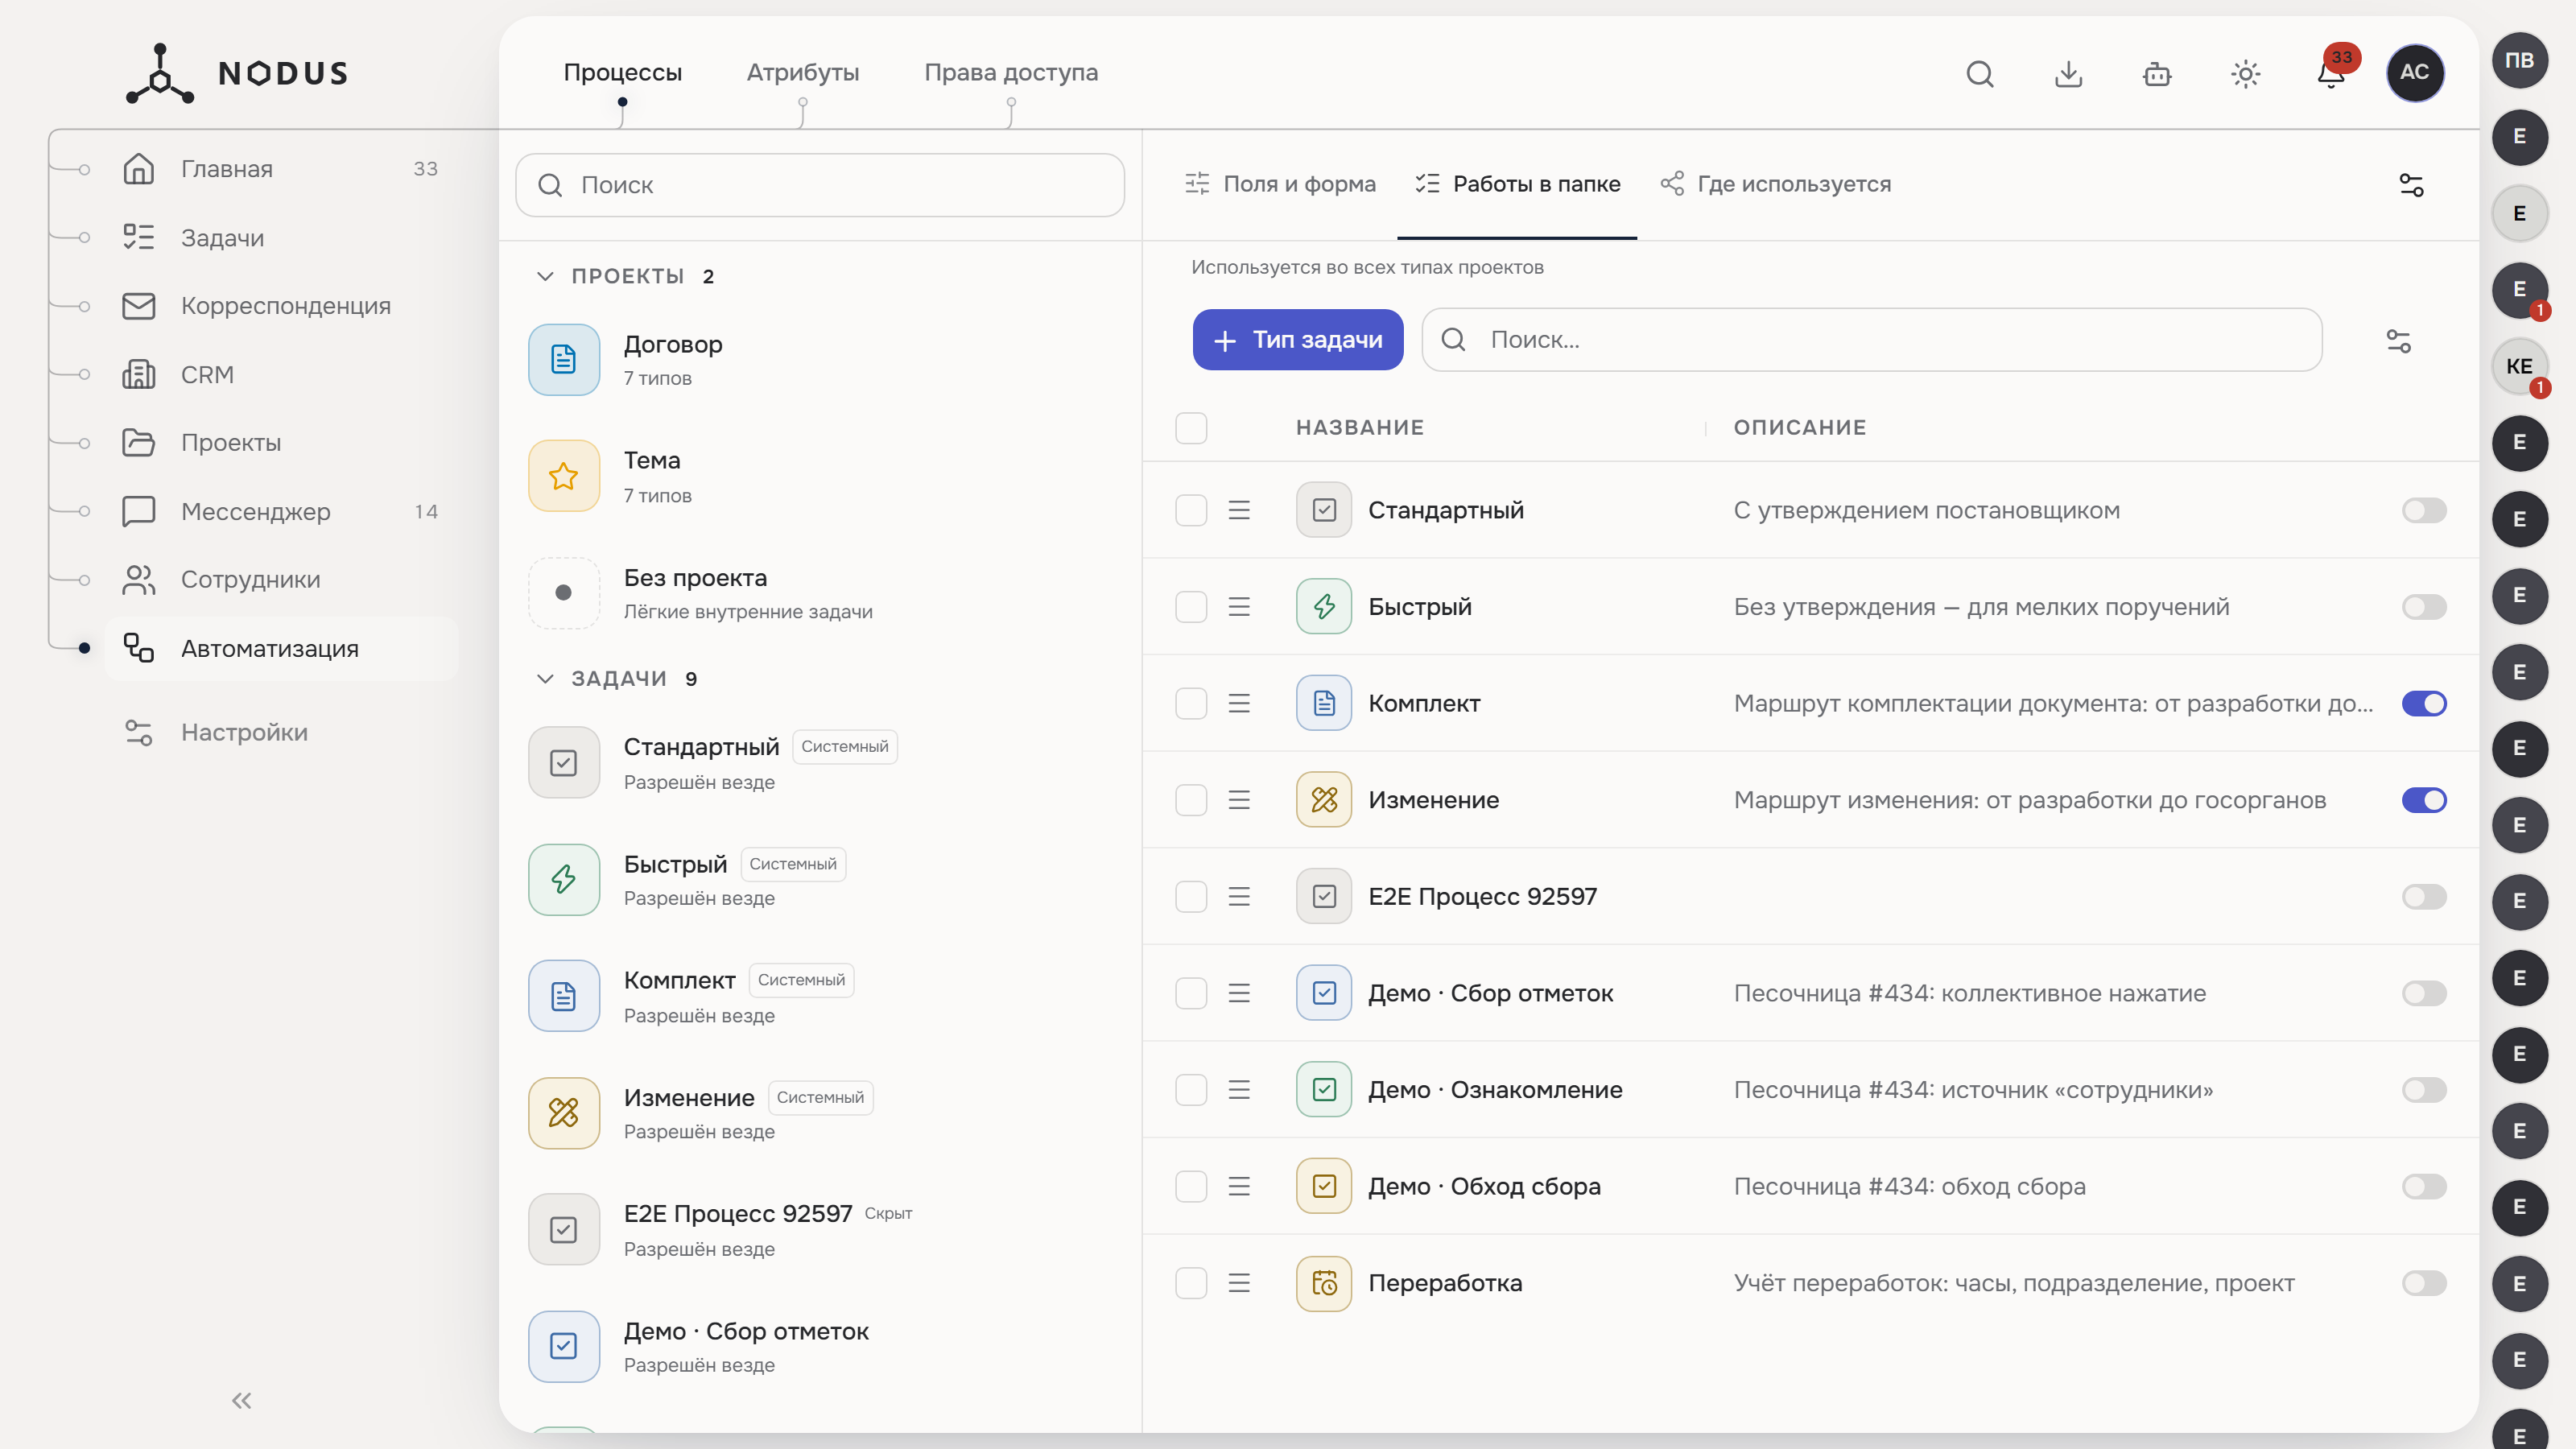 NODUS
Процессы
Атрибуты
Права доступа
33
АС
Главная
33
Задачи
Корреспонденция
CRM
Проекты
Мессенджер
14
Сотрудники
Автоматизация
Настройки
Поиск
ПРОЕКТЫ 2
Договор
7 типов
Тема
7 типов
Без проекта
Лёгкие внутренние задачи
ЗАДАЧИ 9
Стандартный Системный
Разрешён везде
Быстрый Системный
Разрешён везде
Комплект Системный
Разрешён везде
Изменение Системный
Разрешён везде
E2E Процесс 92597 Скрыт
Разрешён везде
Демо · Сбор отметок
Разрешён везде
Поля и форма
Работы в папке
Где используется
Используется во всех типах проектов
Тип задачи
Поиск...
НАЗВАНИЕ ОПИСАНИЕ
Стандартный С утверждением постановщиком
Быстрый Без утверждения — для мелких поручений
Комплект Маршрут комплектации документа: от разработки до...
Изменение Маршрут изменения: от разработки до госорганов
E2E Процесс 92597
Демо · Сбор отметок Песочница #434: коллективное нажатие
Демо · Ознакомление Песочница #434: источник «сотрудники»
Демо · Обход сбора Песочница #434: обход сбора
Переработка Учёт переработок: часы, подразделение, проект
ПВ
Е
Е
Е
1
КЕ
1
Е
Е
Е
Е
Е
Е
Е
Е
Е
Е
Е
Е
Е
Е